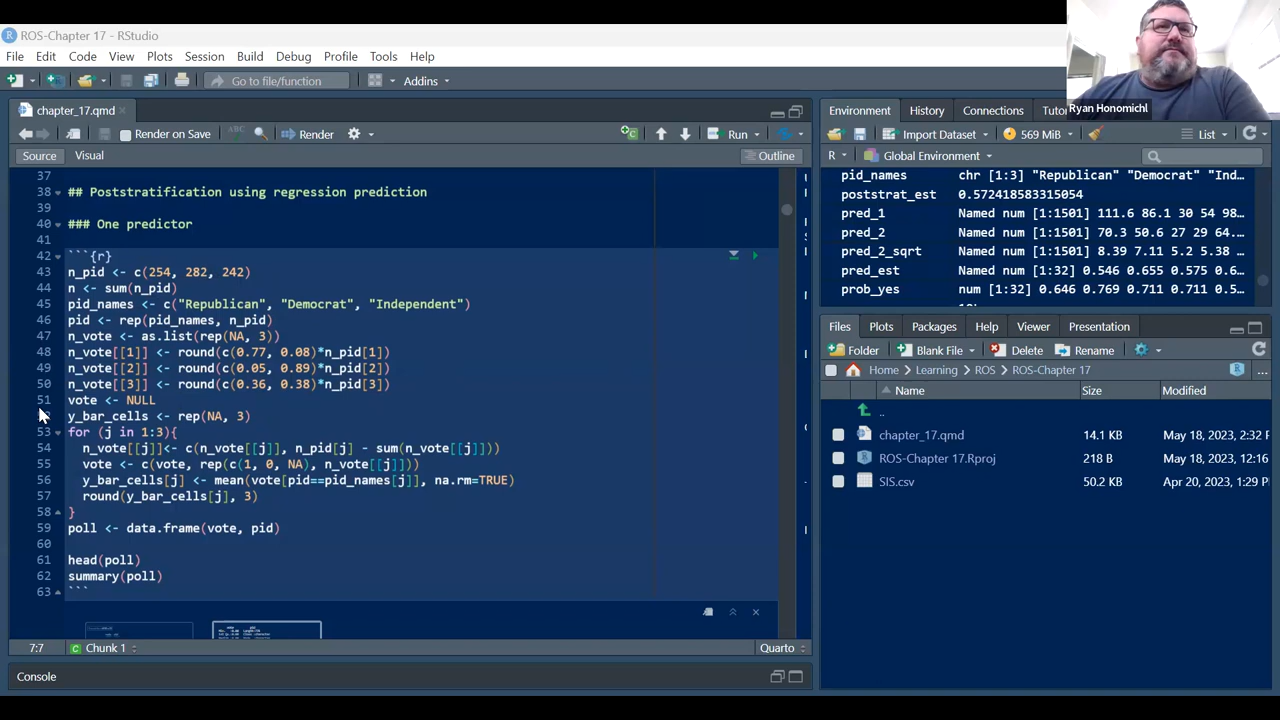 ROS-Chapter 17 - RStudio
File Edit Code View Plots Session Build Debug Profile Tools Help
Go to file/function Addins
Ryan Honomichl
chapter_17.qmd
Render on Save Render Run
Source Visual Outline
37
38 ## Poststratification using regression prediction
39
40 ### One predictor
41
42 ```{r}
43 n_pid <- c(254, 282, 242)
44 n <- sum(n_pid)
45 pid_names <- c("Republican", "Democrat", "Independent")
46 pid <- rep(pid_names, n_pid)
47 n_vote <- as.list(rep(NA, 3))
48 n_vote[[1]] <- round(c(0.77, 0.08)*n_pid[1])
49 n_vote[[2]] <- round(c(0.05, 0.89)*n_pid[2])
50 n_vote[[3]] <- round(c(0.36, 0.38)*n_pid[3])
51 vote <- NULL
y_bar_cells <- rep(NA, 3)
53 for (j in 1:3){
54 n_vote[[j]]<- c(n_vote[[j]], n_pid[j] - sum(n_vote[[j]]))
55 vote <- c(vote, rep(c(1, 0, NA), n_vote[[j]]))
56 y_bar_cells[j] <- mean(vote[pid==pid_names[j]], na.rm=TRUE)
57 round(y_bar_cells[j], 3)
58 }
59 poll <- data.frame(vote, pid)
60
61 head(poll)
62 summary(poll)
63 ```
7:7 Chunk 1 Quarto
Console
Environment History Connections Tu
Import Dataset 569 MiB List
R Global Environment
pid_names chr [1:3] "Republican" "Democrat" "Ind…
poststrat_est 0.572418583315054
pred_1 Named num [1:1501] 111.6 86.1 30 54 98…
pred_2 Named num [1:1501] 70.3 50.6 27 29 64…
pred_2_sqrt Named num [1:1501] 8.39 7.11 5.2 5.38 …
pred_est Named num [1:32] 0.546 0.655 0.575 0.6…
prob_yes num [1:32] 0.646 0.769 0.711 0.711 0.5…
Files Plots Packages Help Viewer Presentation
Folder Blank File Delete Rename
Home Learning ROS ROS-Chapter 17 ...
Name Size Modified
..
chapter_17.qmd 14.1 KB May 18, 2023, 2:32 P
ROS-Chapter 17.Rproj 218 B May 18, 2023, 12:16
SIS.csv 50.2 KB Apr 20, 2023, 1:29 P